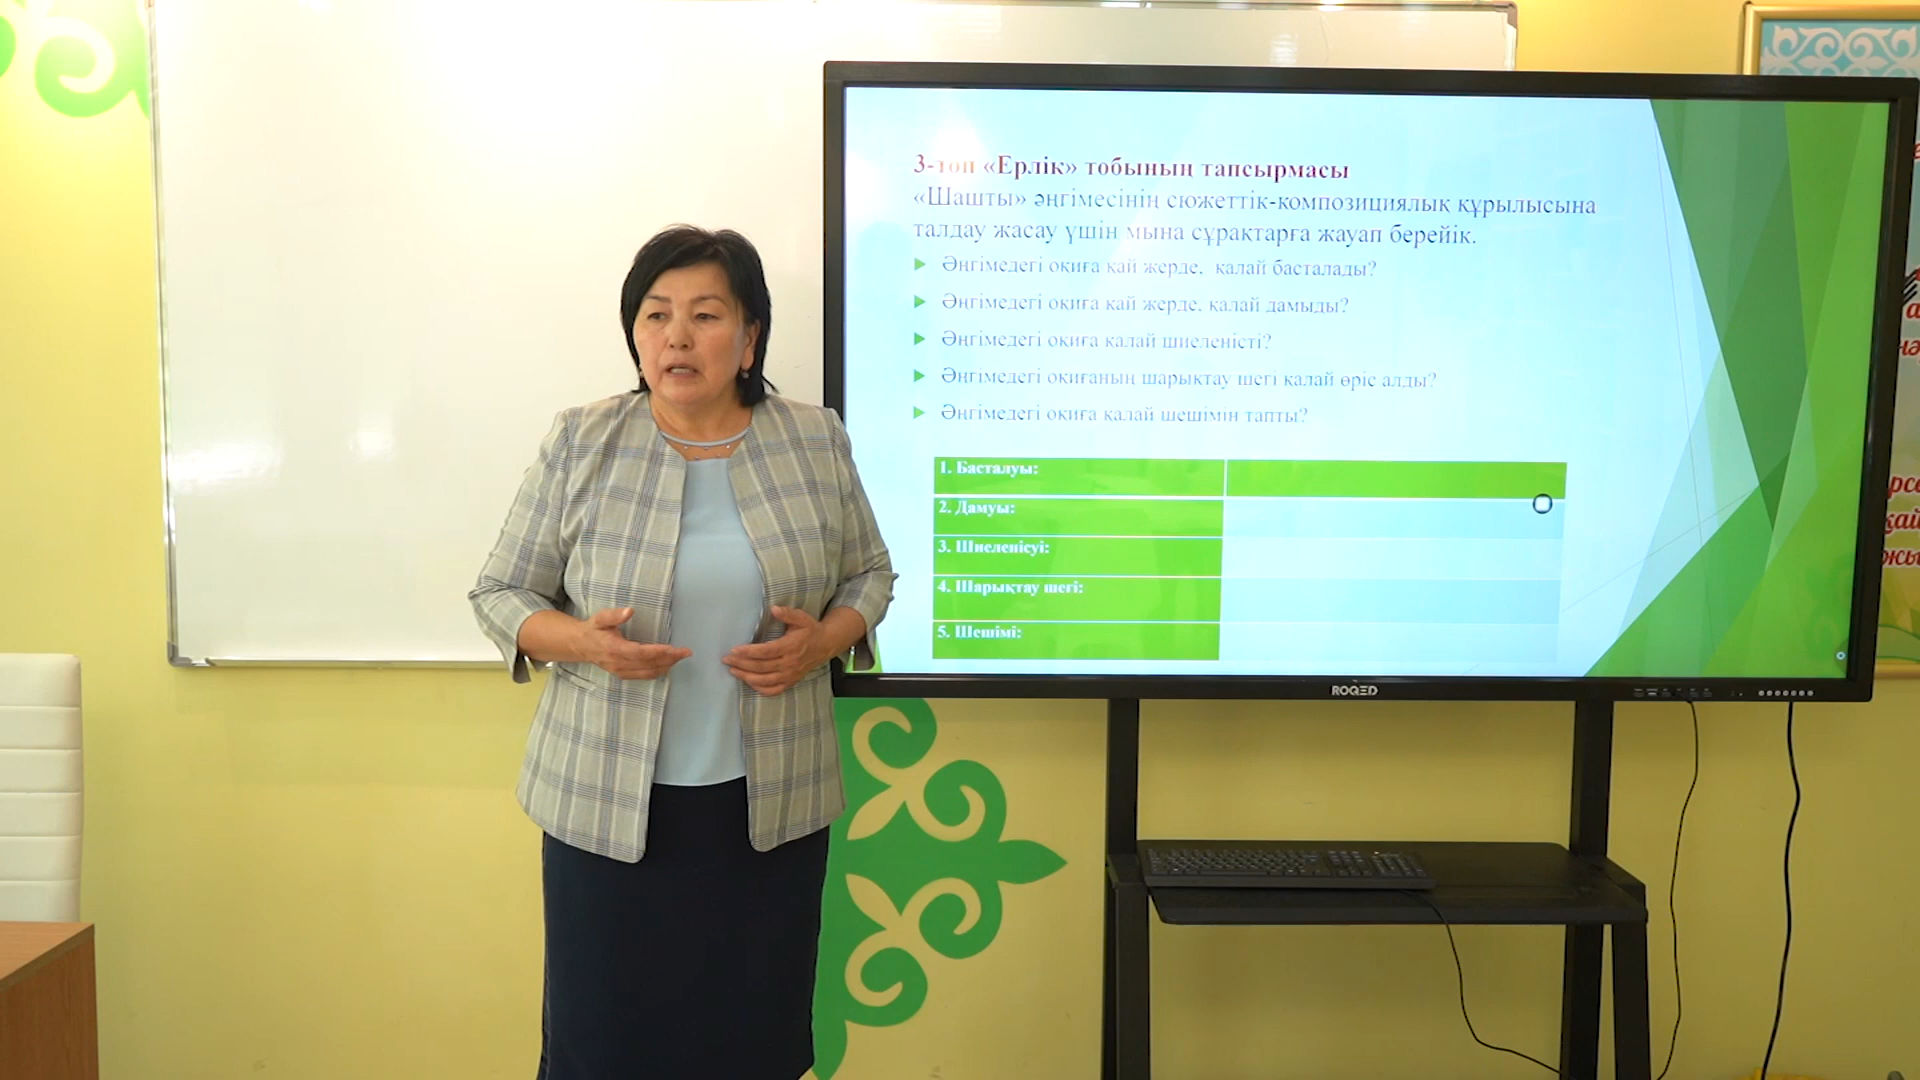 3-топ «Ерлік» тобының тапсырмасы
«Шашты» әңгімесінің сюжеттік-композициялық құрылысына
талдау жасау үшін мына сұрақтарға жауап берейік.
Әңгімедегі оқиға қай жерде, қалай басталады?
Әңгімедегі оқиға қай жерде, қалай дамыды?
Әңгімедегі оқиға қалай шиеленісті?
Әңгімедегі оқиғаның шарықтау шегі қалай өріс алды?
Әңгімедегі оқиға қалай шешімін тапты?
1. Басталуы:
2. Дамуы:
3. Шиеленісуі:
4. Шарықтау шегі:
5. Шешімі:
ROQED